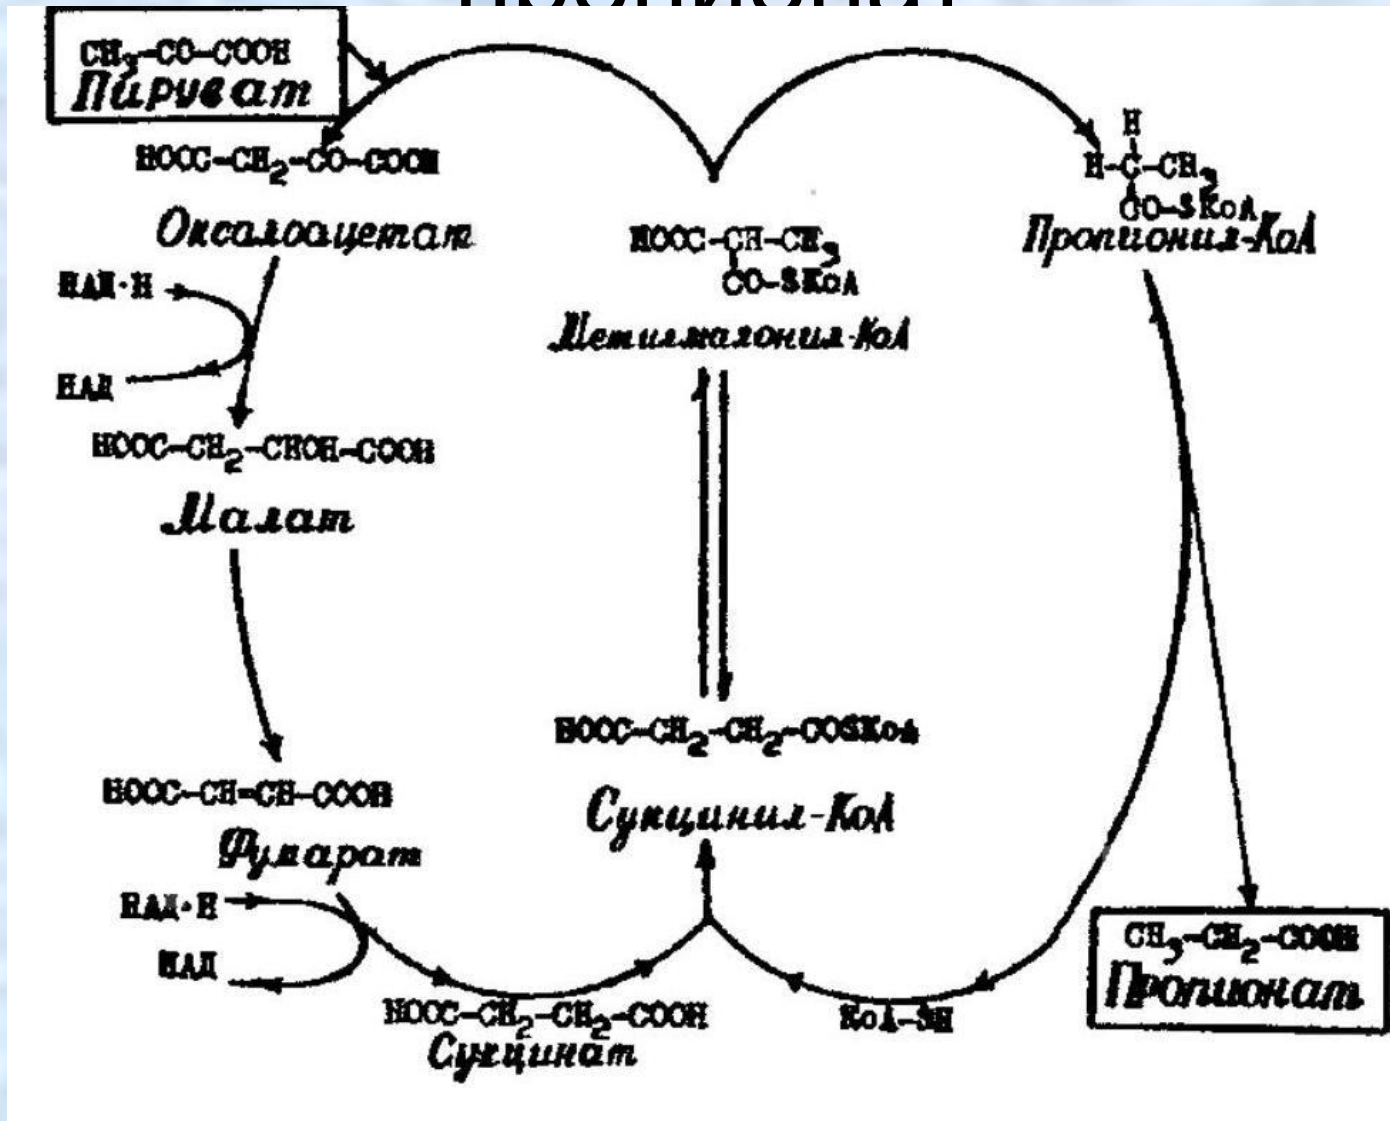 CH3-CO-COOH
Пируват
HOOC-CH2-CO-COOH
Оксалоацетат
НАД·Н
НАД
HOOC-CH2-CHOH-COOH
Малат
HOOC-CH=CH-COOH
Фумарат
НАД·Н
НАД
HOOC-CH2-CH2-COOH
Сукцинат
HOOC-CH-CH3
CO-SKoA
Метилмалонил-КоА
HOOC-CH2-CH2-COSKoA
Сукцинил-КоА
КоА-SH
H
H-C-CH3
CO-SKoA
Пропионил-КоА
CH3-CH2-COOH
Пропионат